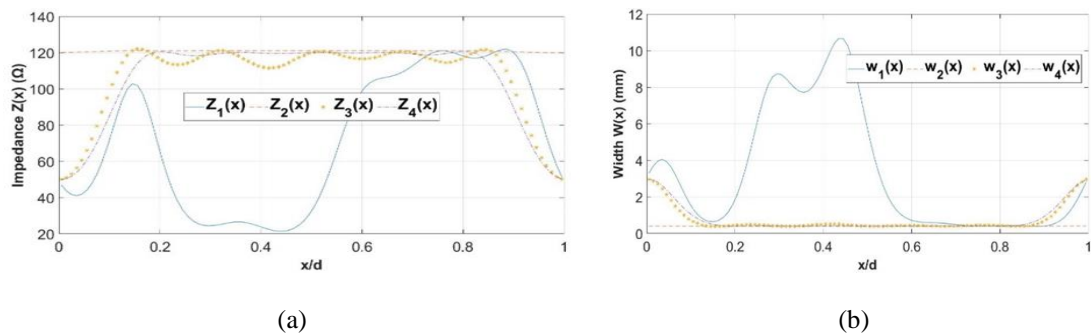 Impedance Z(x) (Ω)
140
120
100
80
60
40
20
Z₁(x) Z₂(x) Z₃(x) Z₄(x)
0 0.2 0.4 0.6 0.8 1
x/d
(a)
Width W(x) (mm)
12
10
8
6
4
2
0
w₁(x) w₂(x) w₃(x) w₄(x)
0 0.2 0.4 0.6 0.8 1
x/d
(b)